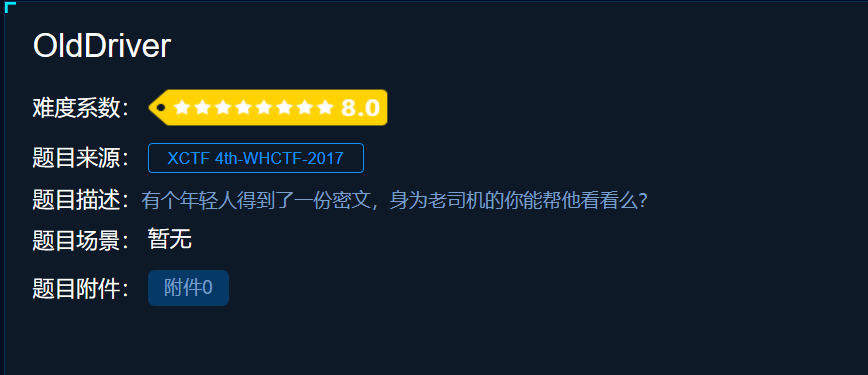 OldDriver
难度系数： 8.0
题目来源： XCTF 4th-WHCTF-2017
题目描述：有个年轻人得到了一份密文，身为老司机的你能帮他看看么？
题目场景： 暂无
题目附件： 附件0